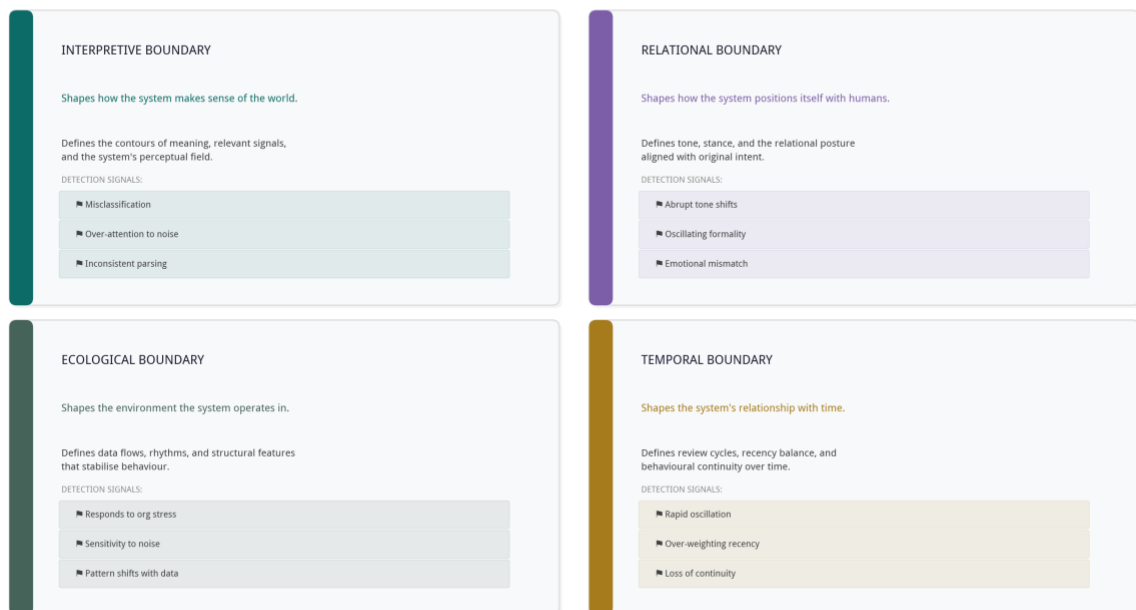 INTERPRETIVE BOUNDARY
Shapes how the system makes sense of the world.
Defines the contours of meaning, relevant signals,
and the system's perceptual field.
DETECTION SIGNALS:
Misclassification
Over-attention to noise
Inconsistent parsing
RELATIONAL BOUNDARY
Shapes how the system positions itself with humans.
Defines tone, stance, and the relational posture
aligned with original intent.
DETECTION SIGNALS:
Abrupt tone shifts
Oscillating formality
Emotional mismatch
ECOLOGICAL BOUNDARY
Shapes the environment the system operates in.
Defines data flows, rhythms, and structural features
that stabilise behaviour.
DETECTION SIGNALS:
Responds to org stress
Sensitivity to noise
Pattern shifts with data
TEMPORAL BOUNDARY
Shapes the system's relationship with time.
Defines review cycles, recency balance, and
behavioural continuity over time.
DETECTION SIGNALS:
Rapid oscillation
Over-weighting recency
Loss of continuity